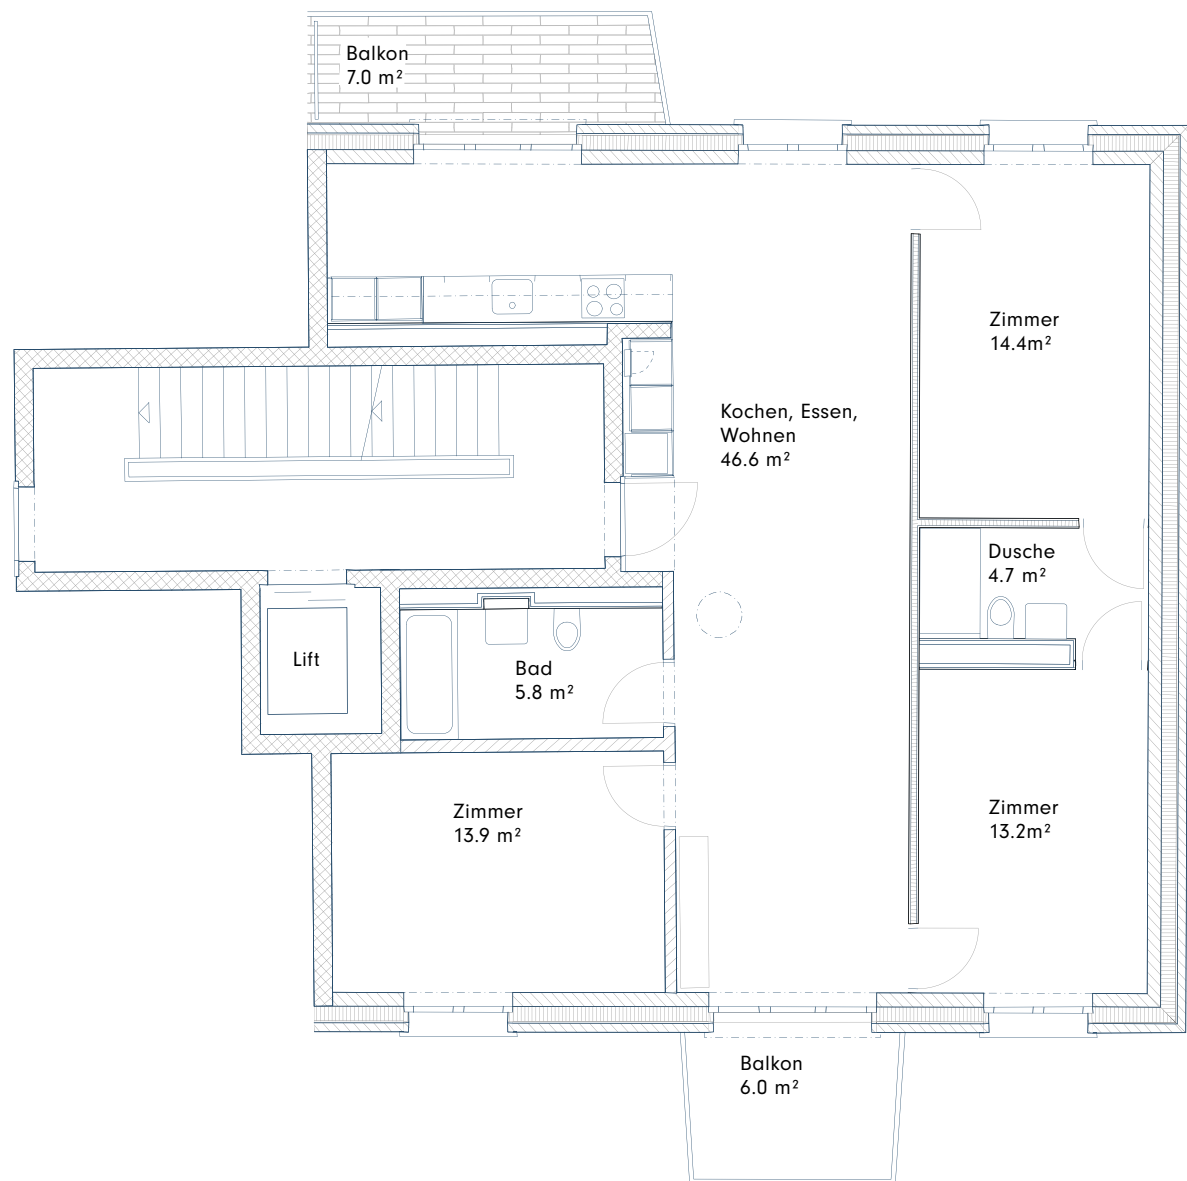 Balkon
7.0 m²
Zimmer
14.4m²
Kochen, Essen,
Wohnen
46.6 m²
Dusche
4.7 m²
Lift
Bad
5.8 m²
Zimmer
13.9 m²
Zimmer
13.2m²
Balkon
6.0 m²